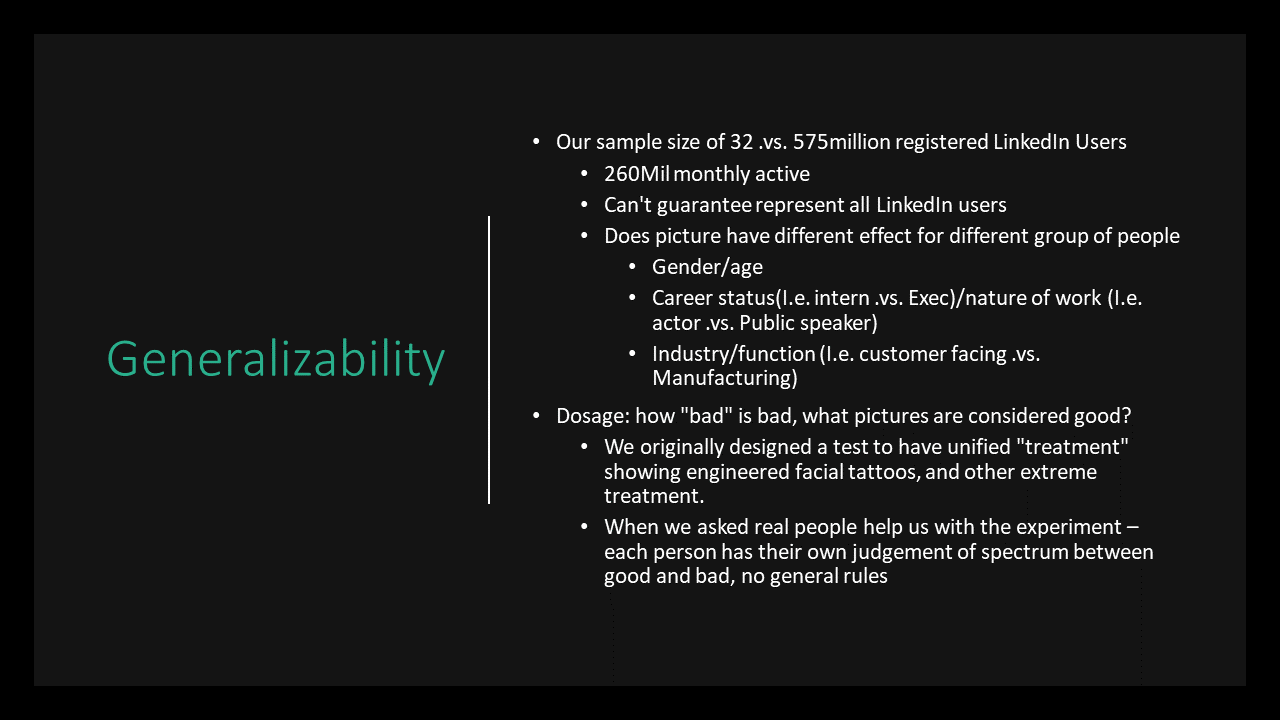 Generalizability
• Our sample size of 32 .vs. 575million registered LinkedIn Users
• 260Mil monthly active
• Can't guarantee represent all LinkedIn users
• Does picture have different effect for different group of people
• Gender/age
• Career status(I.e. intern .vs. Exec)/nature of work (I.e.
actor .vs. Public speaker)
• Industry/function (I.e. customer facing .vs.
Manufacturing)
• Dosage: how "bad" is bad, what pictures are considered good?
• We originally designed a test to have unified "treatment"
showing engineered facial tattoos, and other extreme
treatment.
• When we asked real people help us with the experiment –
each person has their own judgement of spectrum between
good and bad, no general rules